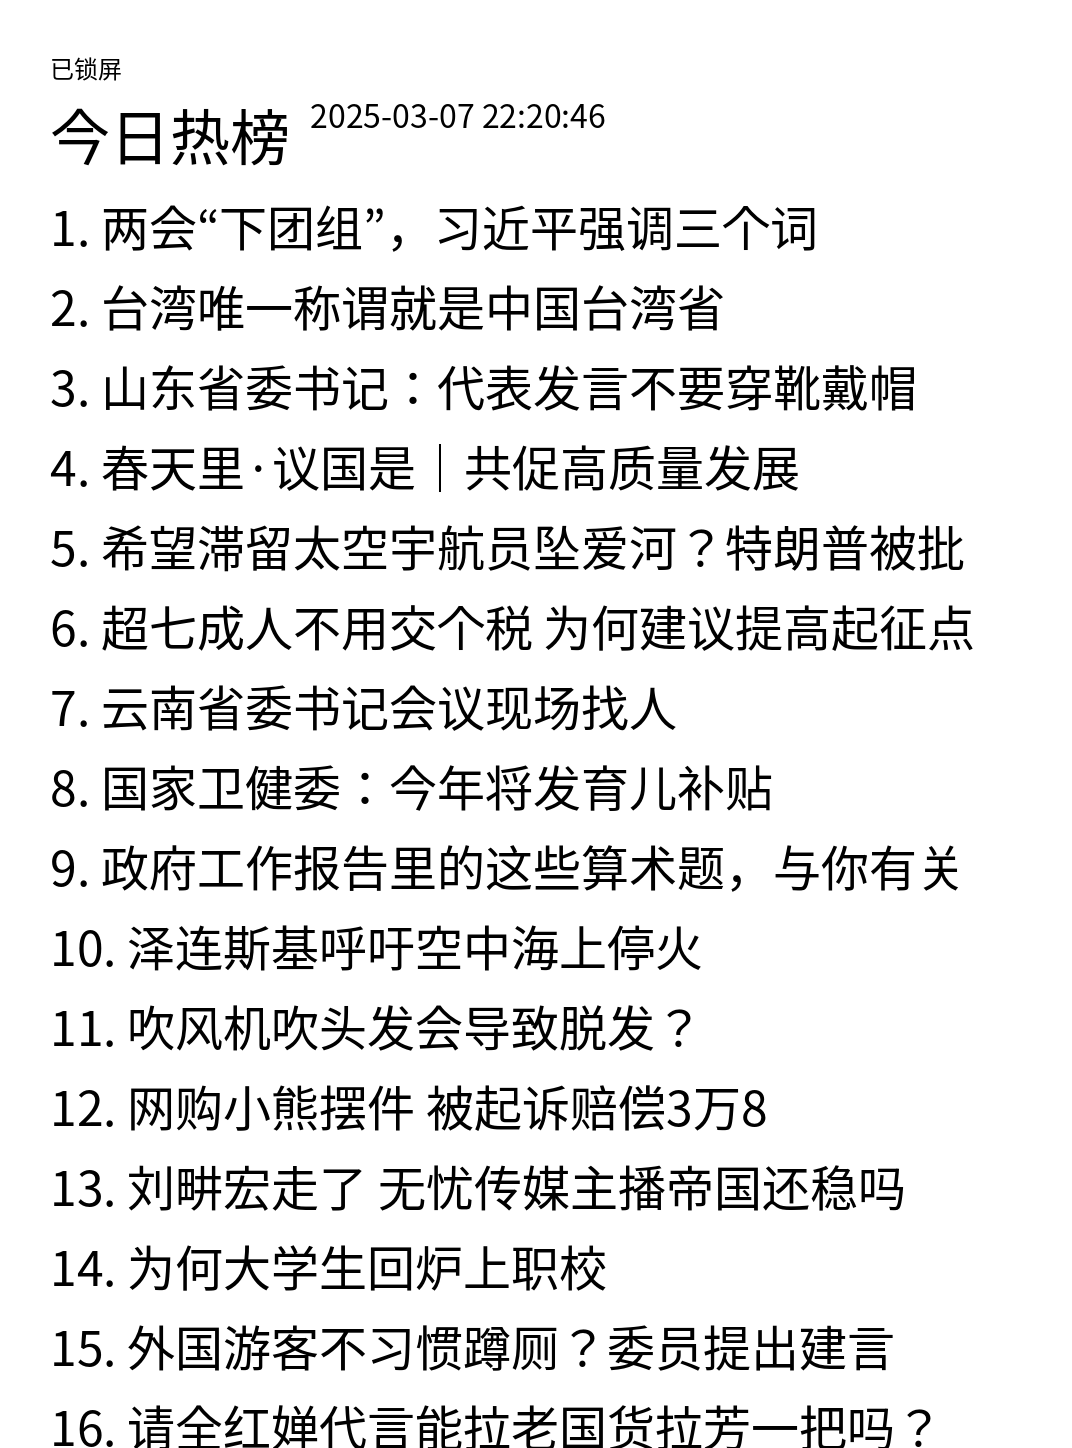 已锁屏
今日热榜 2025-03-07 22:20:46
1. 两会“下团组”，习近平强调三个词
2. 台湾唯一称谓就是中国台湾省
3. 山东省委书记：代表发言不要穿靴戴帽
4. 春天里·议国是｜共促高质量发展
5. 希望滞留太空宇航员坠爱河？特朗普被批
6. 超七成人不用交个税 为何建议提高起征点
7. 云南省委书记会议现场找人
8. 国家卫健委：今年将发育儿补贴
9. 政府工作报告里的这些算术题，与你有关
10. 泽连斯基呼吁空中海上停火
11. 吹风机吹头发会导致脱发？
12. 网购小熊摆件 被起诉赔偿3万8
13. 刘畊宏走了 无忧传媒主播帝国还稳吗
14. 为何大学生回炉上职校
15. 外国游客不习惯蹲厕？委员提出建言
16. 请全红婵代言能拉老国货拉芳一把吗？